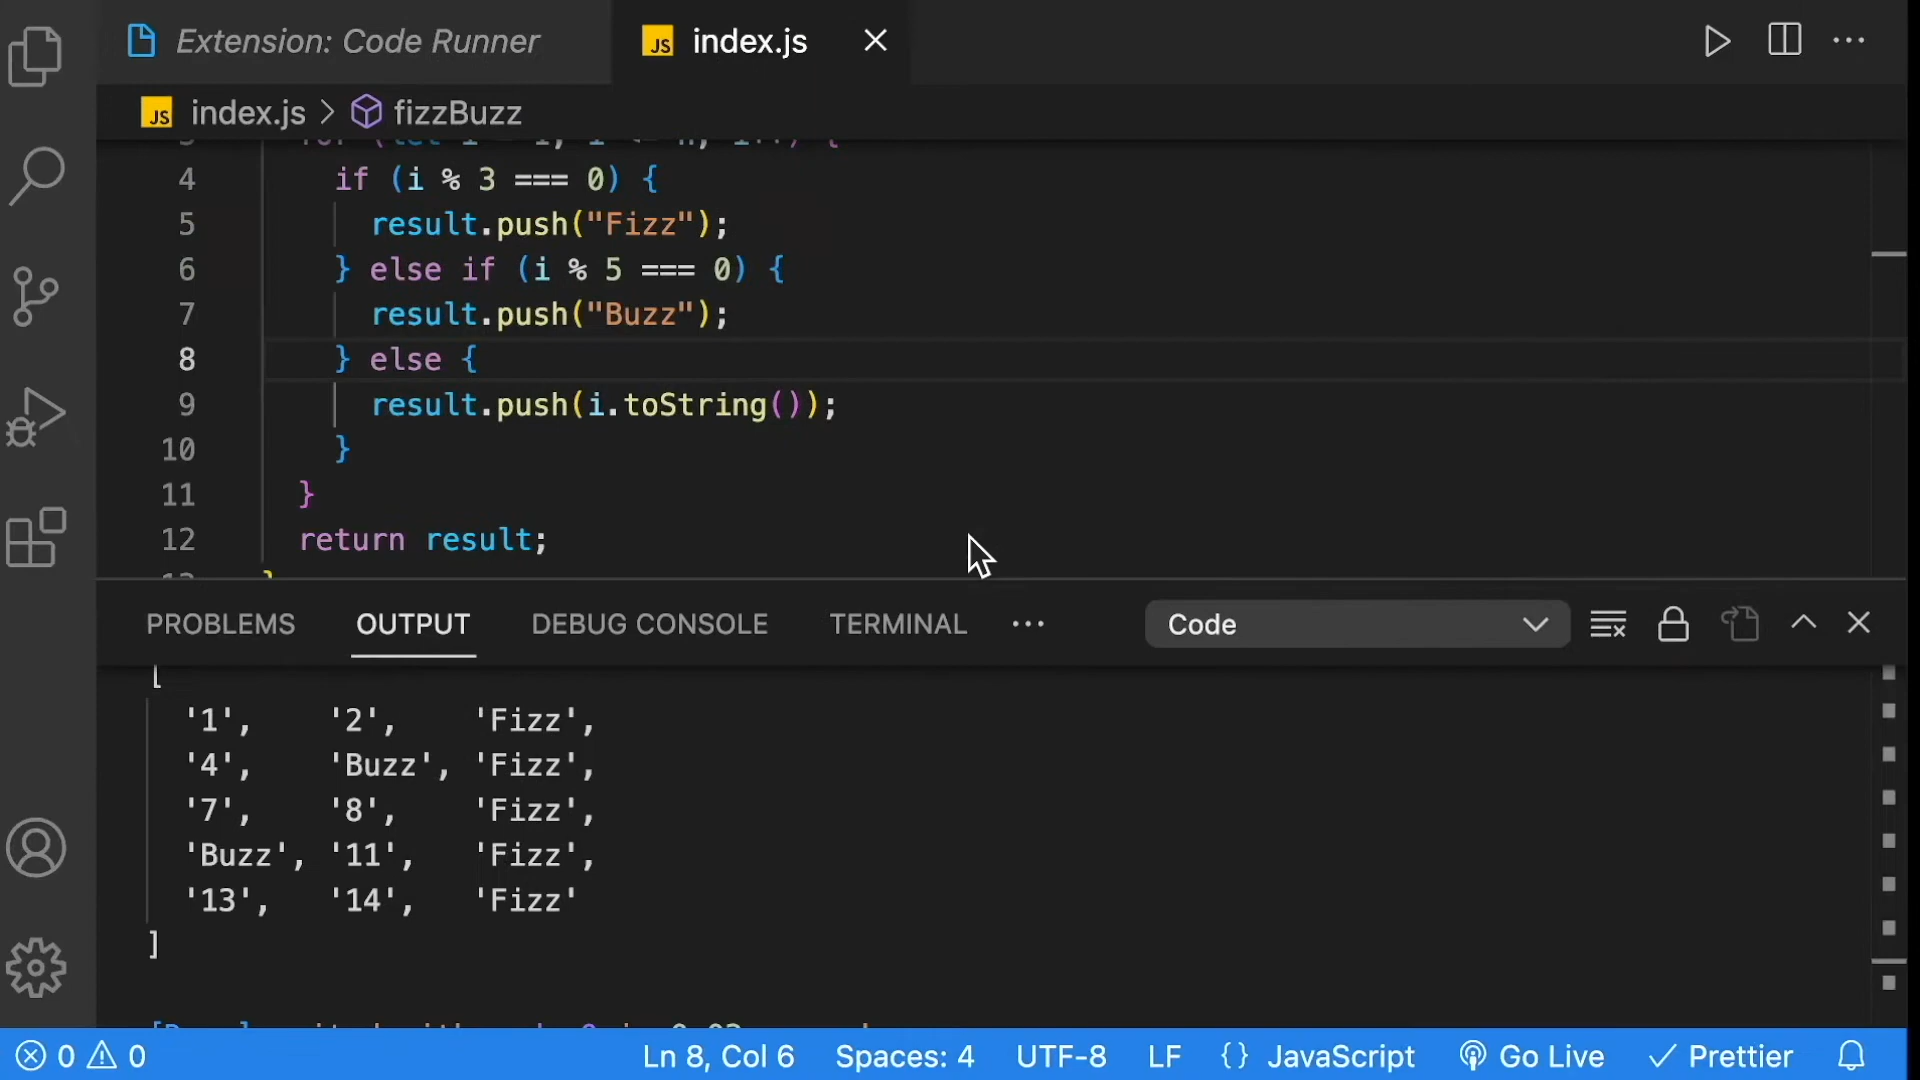 Extension: Code Runner
JS index.js
JS index.js > fizzBuzz
4 if (i % 3 === 0) {
5 result.push("Fizz");
6 } else if (i % 5 === 0) {
7 result.push("Buzz");
8 } else {
9 result.push(i.toString());
10 }
11 }
12 return result;
PROBLEMS OUTPUT DEBUG CONSOLE TERMINAL ··· Code
[
'1', '2', 'Fizz',
'4', 'Buzz', 'Fizz',
'7', '8', 'Fizz',
'Buzz', '11', 'Fizz',
'13', '14', 'Fizz'
]
0 0 Ln 8, Col 6 Spaces: 4 UTF-8 LF {} JavaScript Go Live Prettier